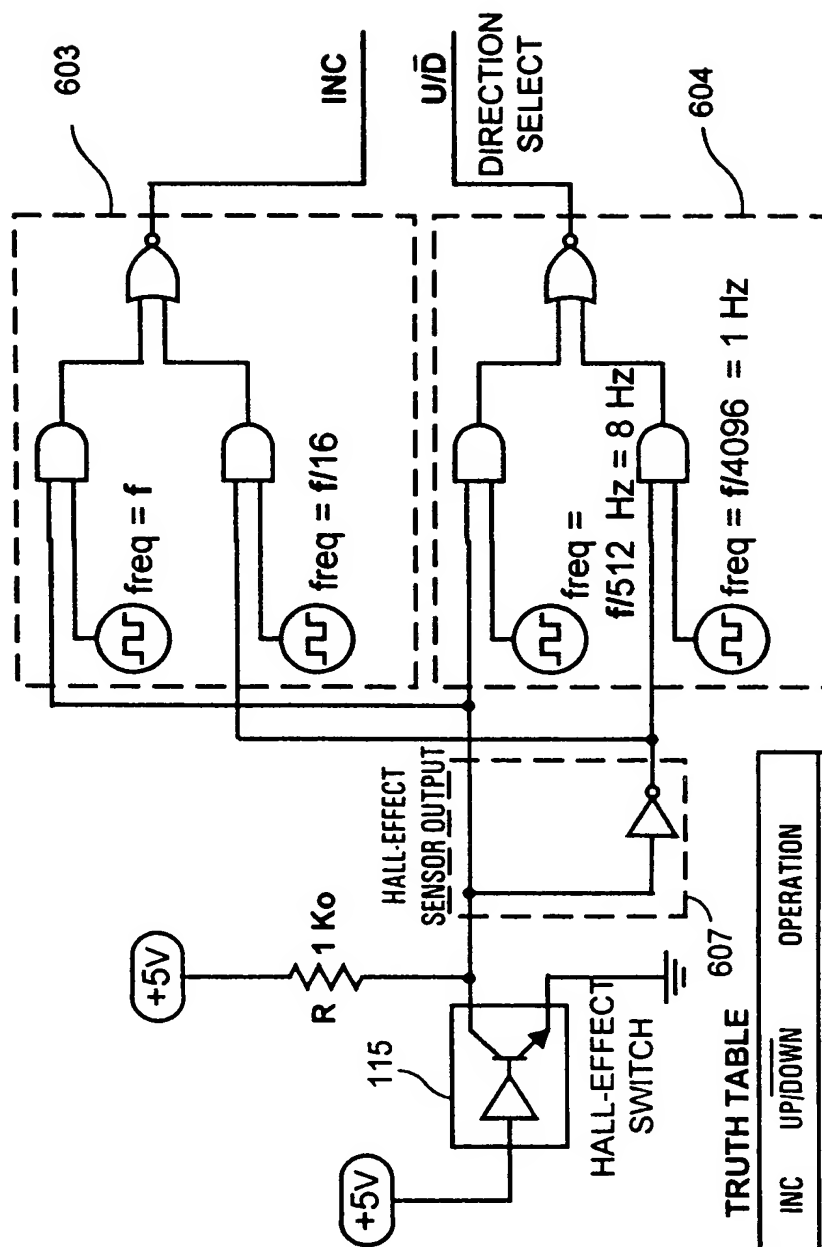 603
INC
U/D̅
DIRECTION
SELECT
604
freq = f
freq = f/16
freq =
f/512 Hz = 8 Hz
freq = f/4096 = 1 Hz
HALL-EFFECT
SENSOR OUTPUT
607
+5V
R 1 Ko
115
+5V
HALL-EFFECT
SWITCH
TRUTH TABLE
INC UP/D̅O̅W̅N̅ OPERATION